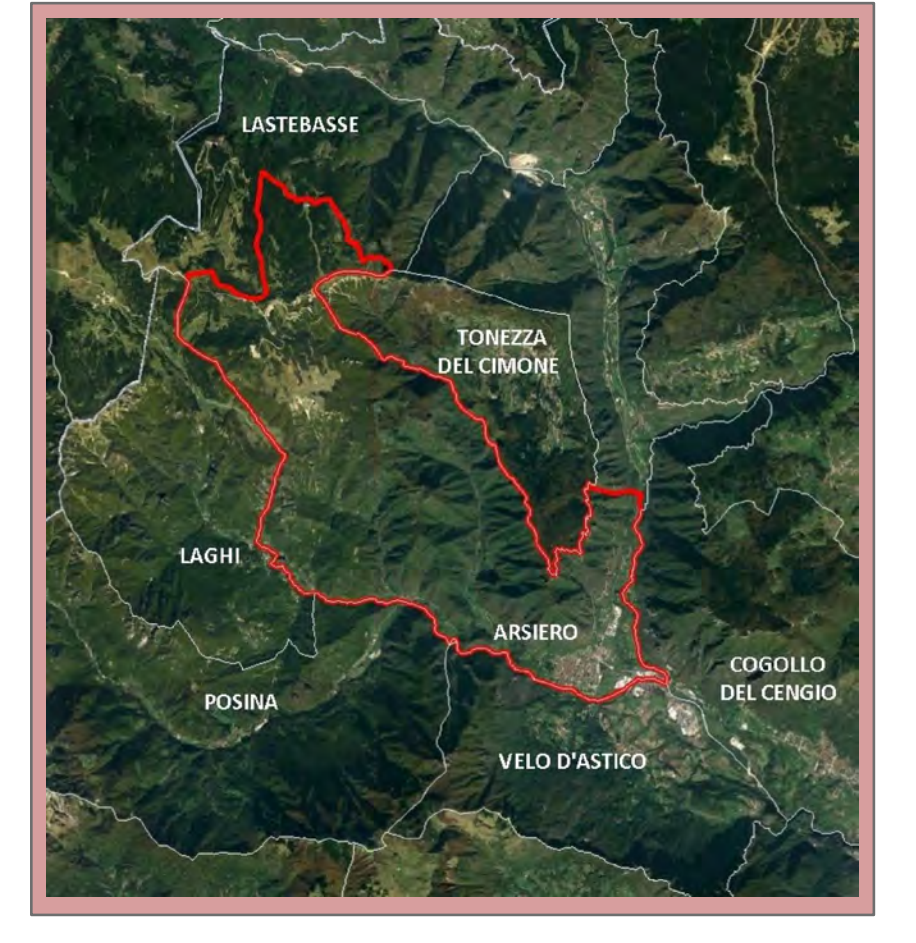 LASTEBASSE
TONEZZA
DEL CIMONE
LAGHI
ARSIERO
COGOLLO
DEL CENGIO
POSINA
VELO D'ASTICO